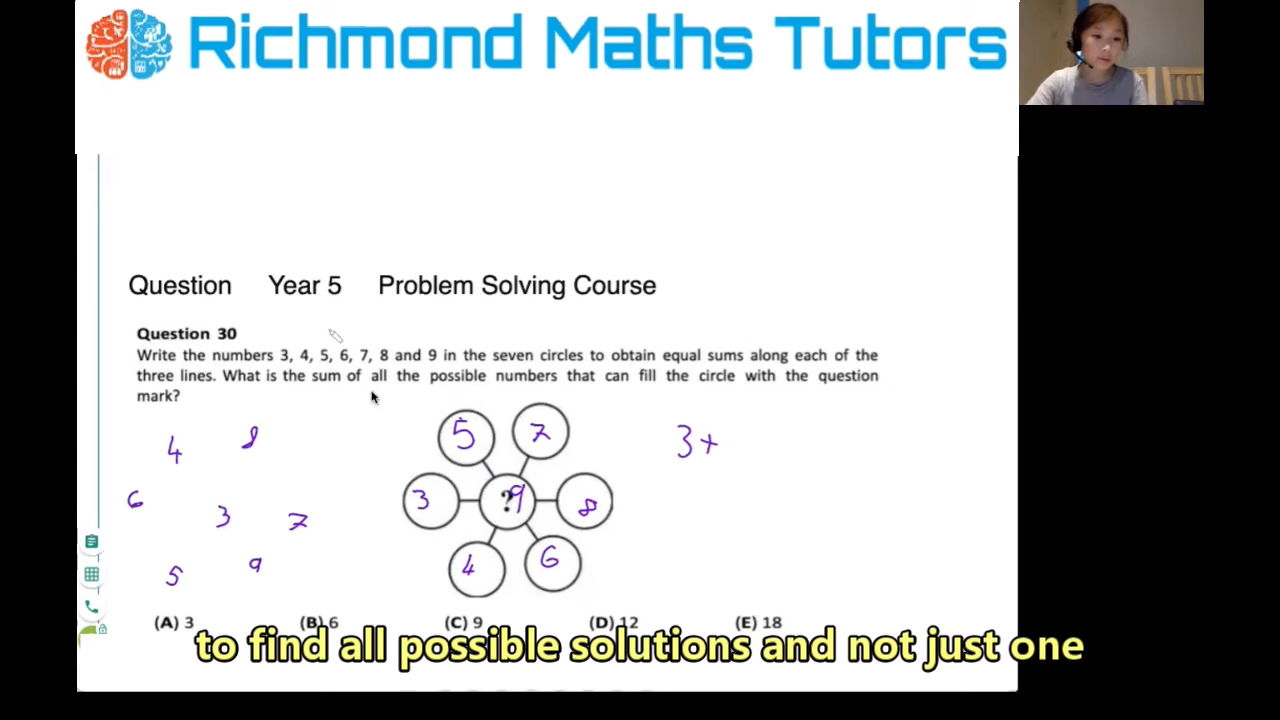 Richmond Maths Tutors
Question Year 5 Problem Solving Course
Question 30
Write the numbers 3, 4, 5, 6, 7, 8 and 9 in the seven circles to obtain equal sums along each of the
three lines. What is the sum of all the possible numbers that can fill the circle with the question
mark?
4 8
6 3 7
5 9
5 7
3 ? 9 8
4 6
3+
(A) 3 (B) 6 (C) 9 (D) 12 (E) 18
to find all possible solutions and not just one